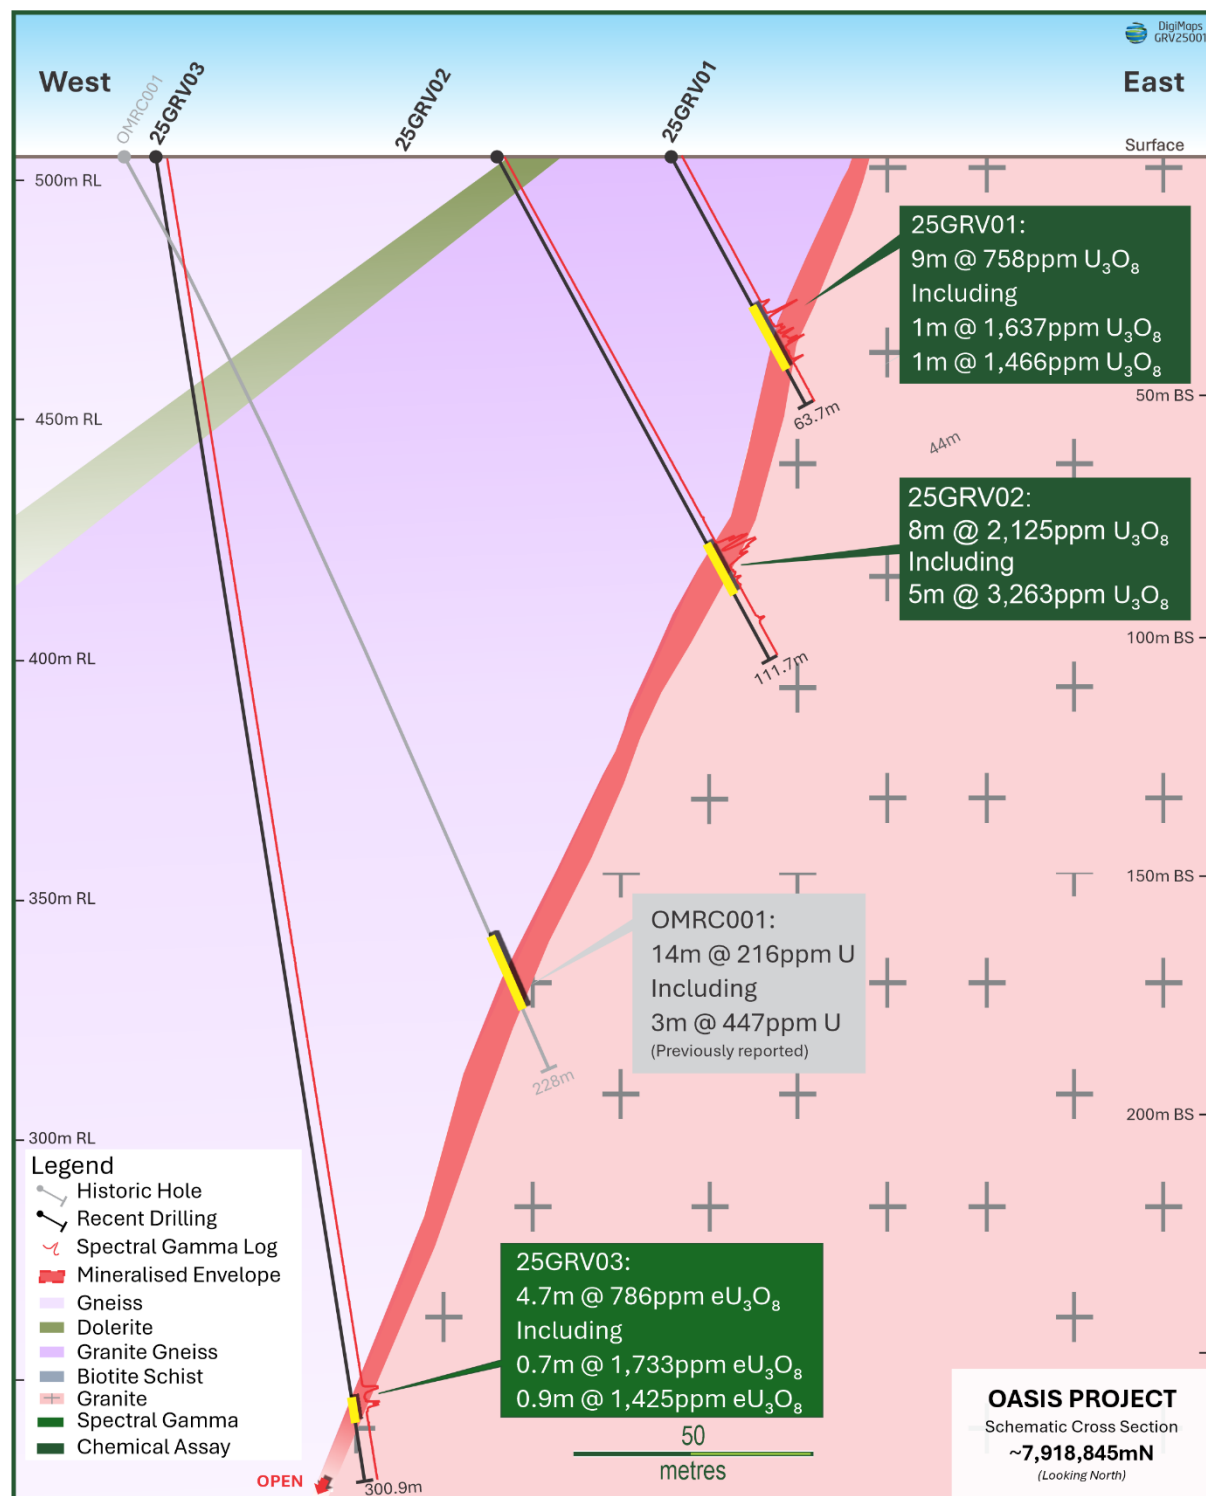 DigiMaps
GRV25001
West
OMRC001
25GRV03
25GRV02
25GRV01
East
Surface
500m RL
25GRV01:
9m @ 758ppm U₃O₈
Including
1m @ 1,637ppm U₃O₈
1m @ 1,466ppm U₃O₈
50m BS
63.7m
450m RL
44m
25GRV02:
8m @ 2,125ppm U₃O₈
Including
5m @ 3,263ppm U₃O₈
100m BS
400m RL
111.7m
150m BS
350m RL
OMRC001:
14m @ 216ppm U
Including
3m @ 447ppm U
(Previously reported)
228m
200m BS
300m RL
Legend
Historic Hole
Recent Drilling
Spectral Gamma Log
Mineralised Envelope
Gneiss
Dolerite
Granite Gneiss
Biotite Schist
Granite
Spectral Gamma
Chemical Assay
25GRV03:
4.7m @ 786ppm eU₃O₈
Including
0.7m @ 1,733ppm eU₃O₈
0.9m @ 1,425ppm eU₃O₈
50
metres
OPEN
300.9m
OASIS PROJECT
Schematic Cross Section
~7,918,845mN
(Looking North)